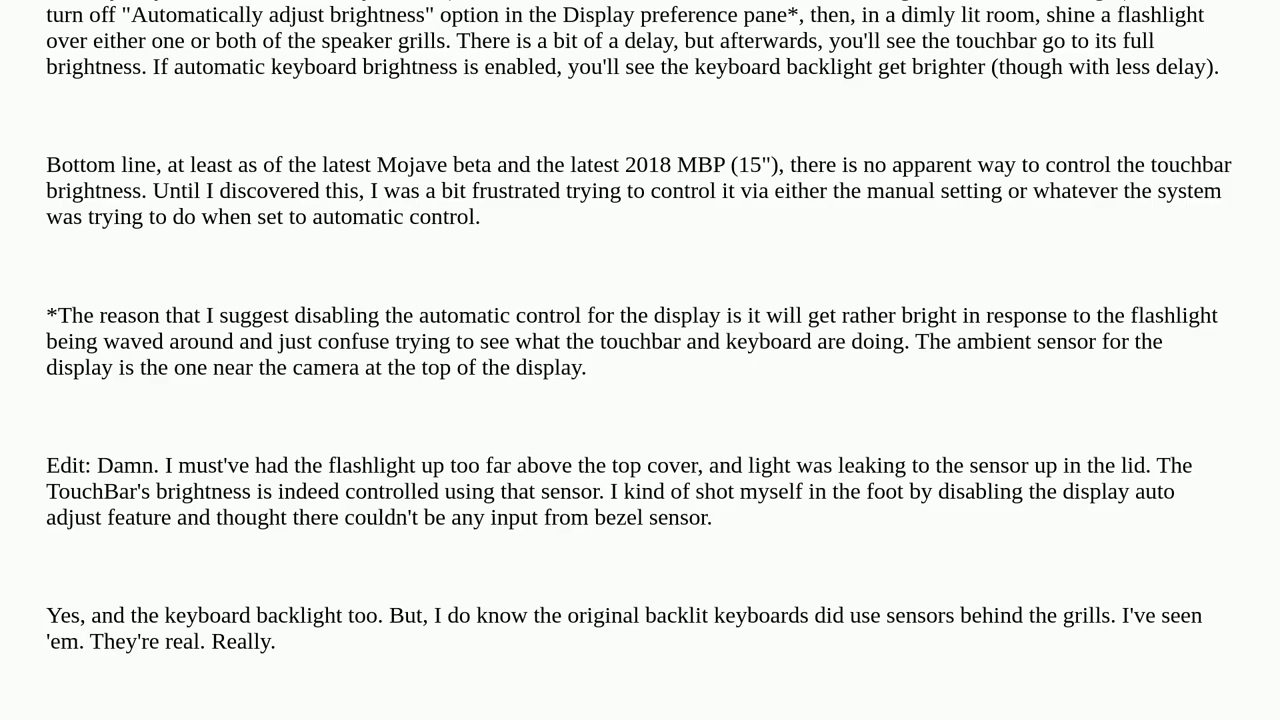 turn off "Automatically adjust brightness" option in the Display preference pane*, then, in a dimly lit room, shine a flashlight
over either one or both of the speaker grills. There is a bit of a delay, but afterwards, you'll see the touchbar go to its full
brightness. If automatic keyboard brightness is enabled, you'll see the keyboard backlight get brighter (though with less delay).
Bottom line, at least as of the latest Mojave beta and the latest 2018 MBP (15"), there is no apparent way to control the touchbar
brightness. Until I discovered this, I was a bit frustrated trying to control it via either the manual setting or whatever the system
was trying to do when set to automatic control.
*The reason that I suggest disabling the automatic control for the display is it will get rather bright in response to the flashlight
being waved around and just confuse trying to see what the touchbar and keyboard are doing. The ambient sensor for the
display is the one near the camera at the top of the display.
Edit: Damn. I must've had the flashlight up too far above the top cover, and light was leaking to the sensor up in the lid. The
TouchBar's brightness is indeed controlled using that sensor. I kind of shot myself in the foot by disabling the display auto
adjust feature and thought there couldn't be any input from bezel sensor.
Yes, and the keyboard backlight too. But, I do know the original backlit keyboards did use sensors behind the grills. I've seen
'em. They're real. Really.